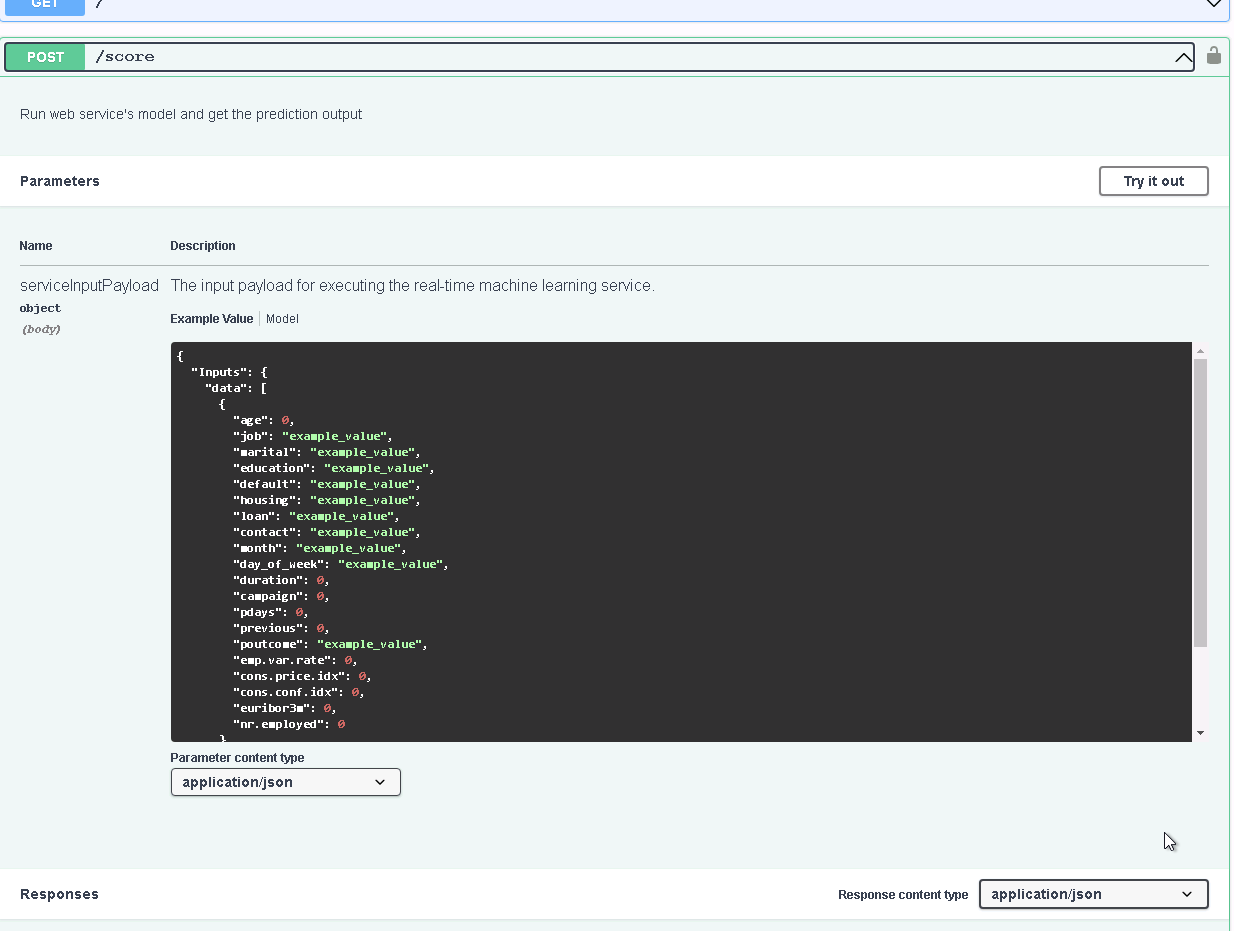 GET /
POST /score
Run web service's model and get the prediction output
Parameters
Try it out
Name Description
serviceInputPayload The input payload for executing the real-time machine learning service.
object
(body)
Example Value Model
{
"Inputs": {
"data": [
{
"age": 0,
"job": "example_value",
"marital": "example_value",
"education": "example_value",
"default": "example_value",
"housing": "example_value",
"loan": "example_value",
"contact": "example_value",
"month": "example_value",
"day_of_week": "example_value",
"duration": 0,
"campaign": 0,
"pdays": 0,
"previous": 0,
"poutcome": "example_value",
"emp.var.rate": 0,
"cons.price.idx": 0,
"cons.conf.idx": 0,
"euribor3m": 0,
"nr.employed": 0
}
Parameter content type
application/json
Responses
Response content type application/json